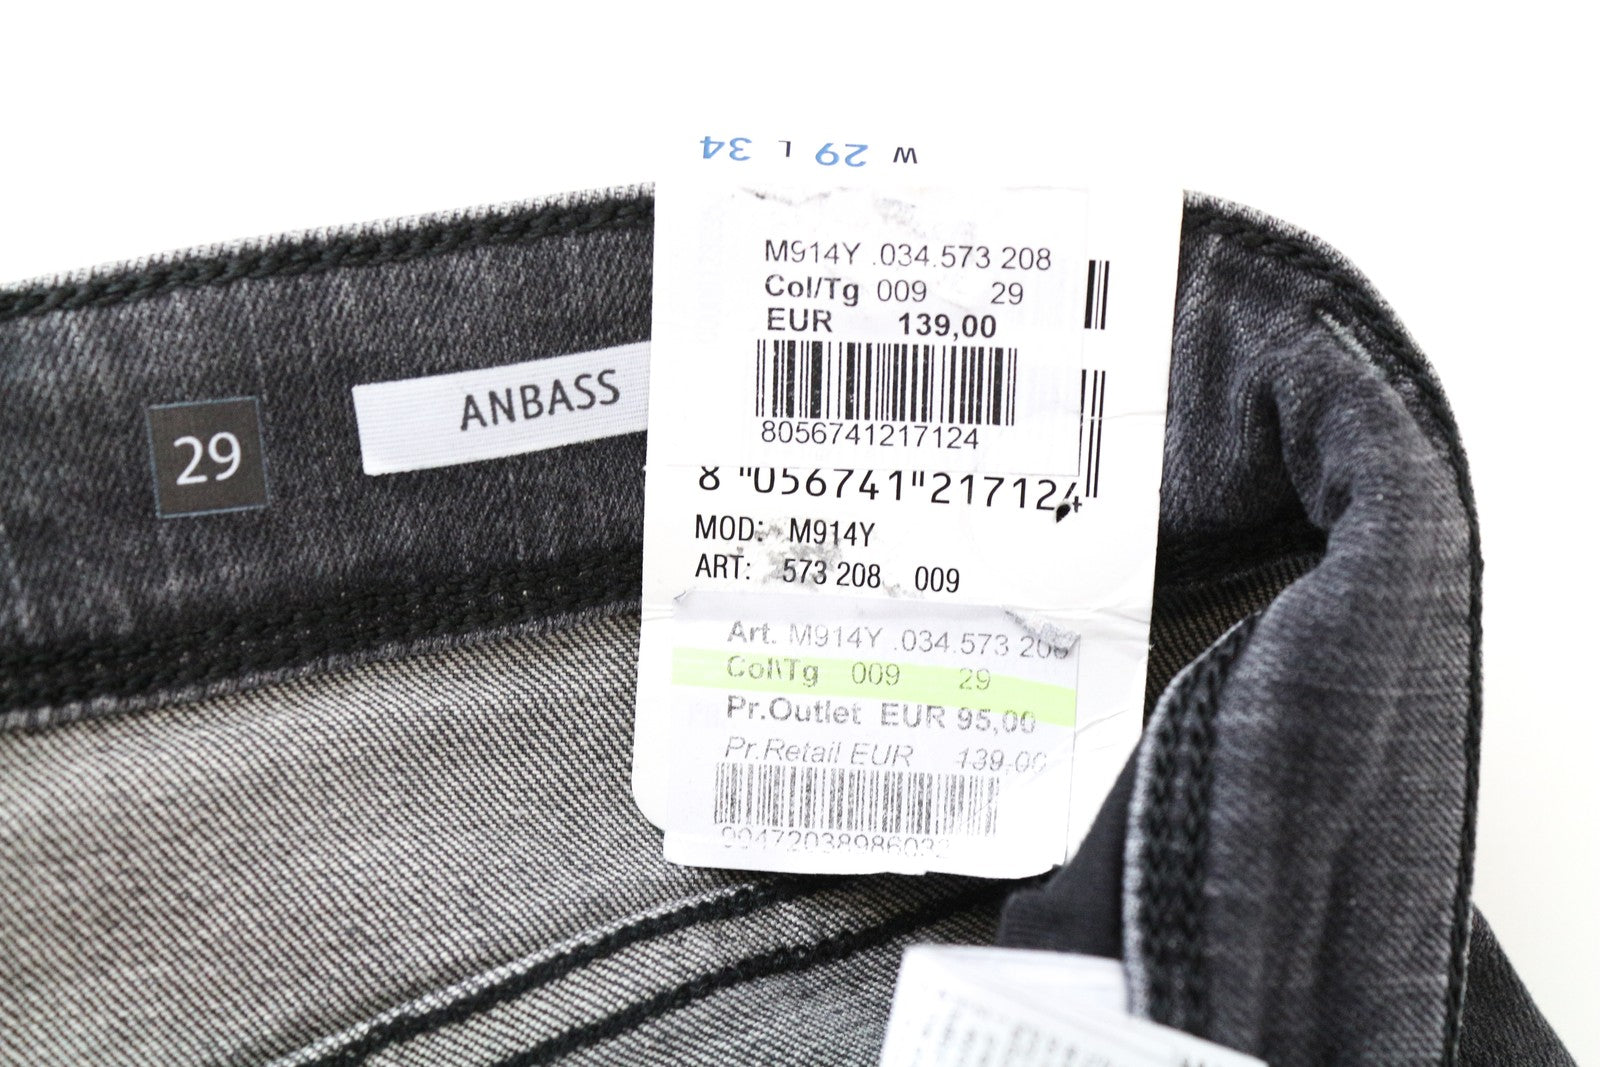 W 29 L 34
M914Y .034.573 208
Col/Tg 009 29
EUR 139,00
8056741217124
8 "056741"217124
MOD: M914Y
ART: 573 208 009
Art. M914Y .034.573 208
Col\Tg 009 29
Pr.Outlet EUR 95,00
Pr.Retail EUR 139,00
29
ANBASS